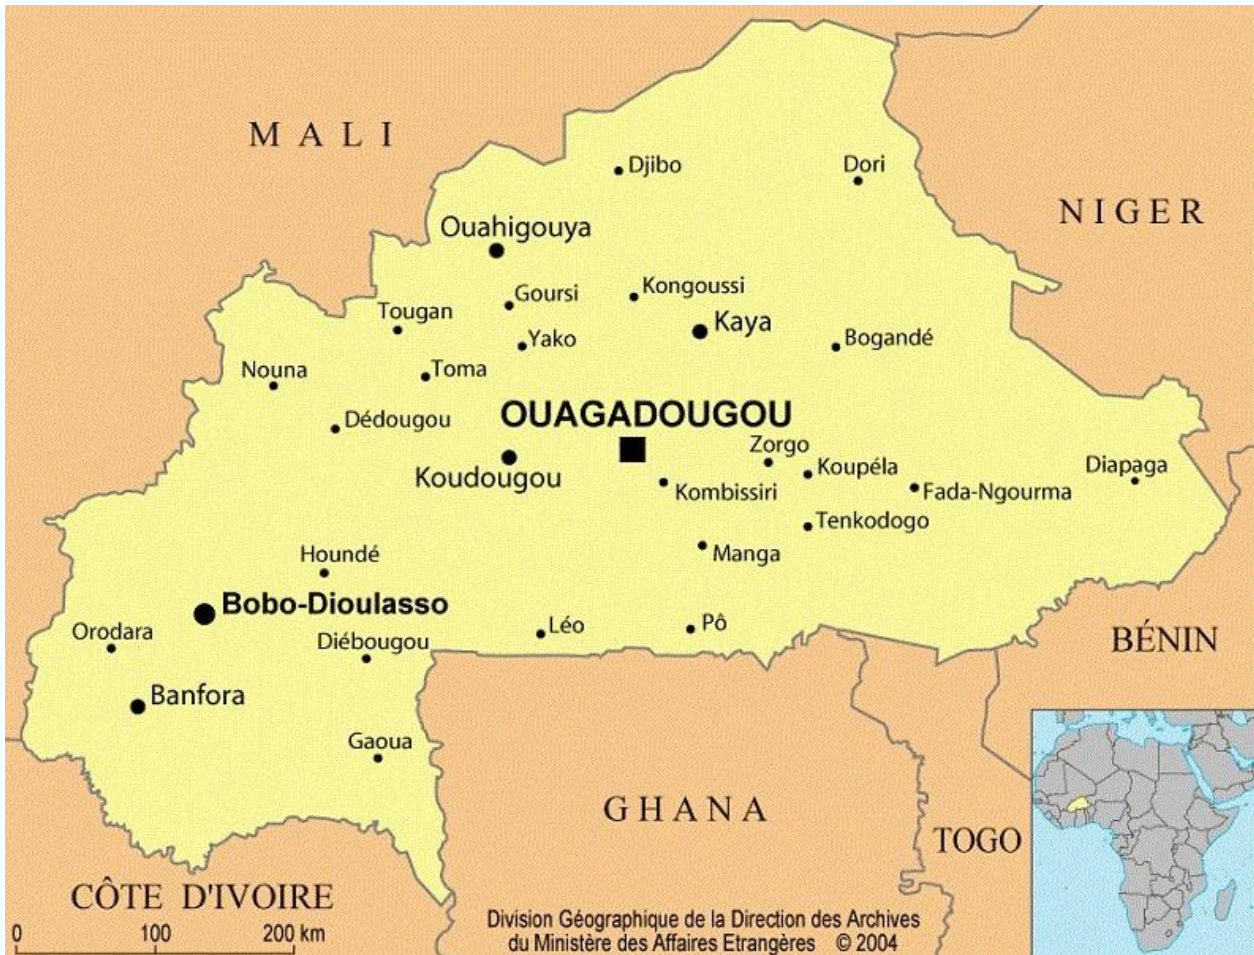 MALI
Djibo
Dori
NIGER
Ouahigouya
Goursi
Kongoussi
Tougan
Kaya
Yako
Bogandé
Nouna
Toma
OUAGADOUGOU
Dédougou
Zorgo
Koupéla
Diapaga
Koudougou
Kombissiri
Fada-Ngourma
Tenkodogo
Houndé
Manga
Bobo-Dioulasso
Orodara
Diébougou
Léo
Pô
BÉNIN
Banfora
Gaoua
GHANA
TOGO
CÔTE D'IVOIRE
0 100 200 km
Division Géographique de la Direction des Archives
du Ministère des Affaires Etrangères © 2004